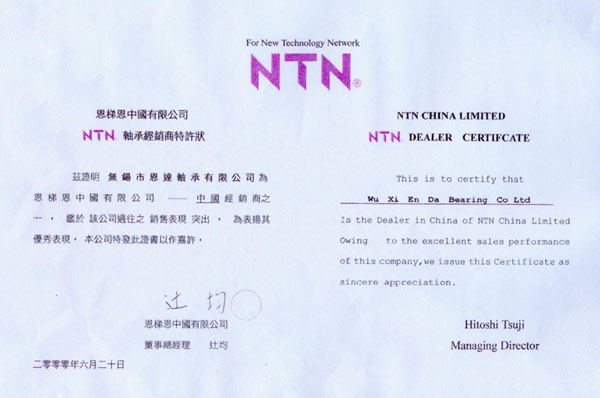 For New Technology Network
NTN®
恩梯恩中國有限公司
NTN 軸承經銷商特許狀
茲證明 無錫市恩達軸承有限公司為
恩梯恩中國有限公司 —— 中國經銷商之
一， 鑑於 該公司過往之 銷售表現 突出， 為表揚其
優秀表現，本公司特發此證書以作嘉許，
辻 均
恩梯恩中國有限公司
董事總經理 辻均
二零零零年六月二十日
NTN CHINA LIMITED
NTN DEALER CERTIFCATE
This is to certify that
Wu Xi En Da Bearing Co Ltd
Is the Dealer in China of NTN China Limited
Owing to the excellent sales performance
of this company,we issue this Certificate as
sincere appreciation.
Hitoshi Tsuji
Managing Director